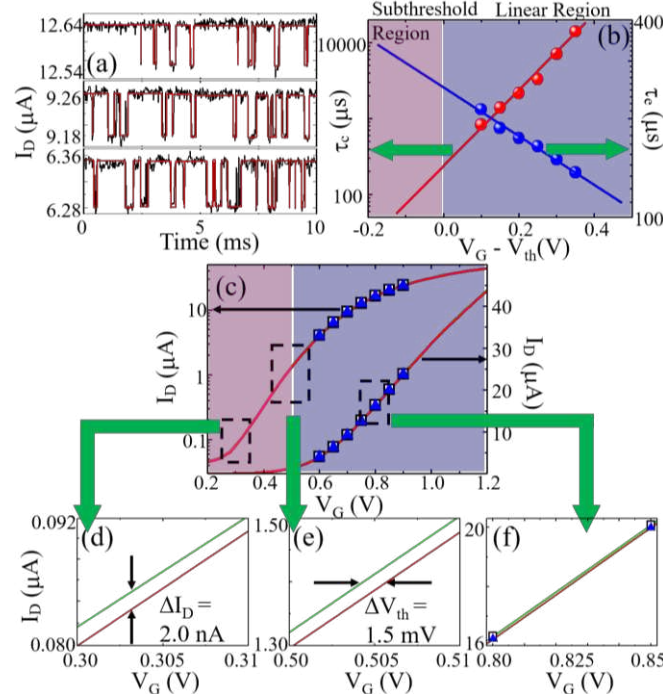 Subthreshold Linear Region
Region
(a)
12.64
12.54
9.26
9.18
6.36
6.28
I_D (μA)
0 5 10
Time (ms)
(b)
10000
100
τ_c (μs)
400
100
τ_e (μs)
-0.2 0.0 0.2 0.4
V_G - V_th(V)
(c)
10
1
0.1
I_D (μA)
40
30
20
10
I_D (μA)
0.2 0.4 0.6 0.8 1.0 1.2
V_G (V)
(d)
0.092
0.080
I_D (μA)
ΔI_D =
2.0 nA
0.30 0.305 0.31
V_G (V)
(e)
1.50
1.30
ΔV_th =
1.5 mV
0.50 0.505 0.51
V_G (V)
(f)
20
16
0.80 0.825 0.85
V_G (V)